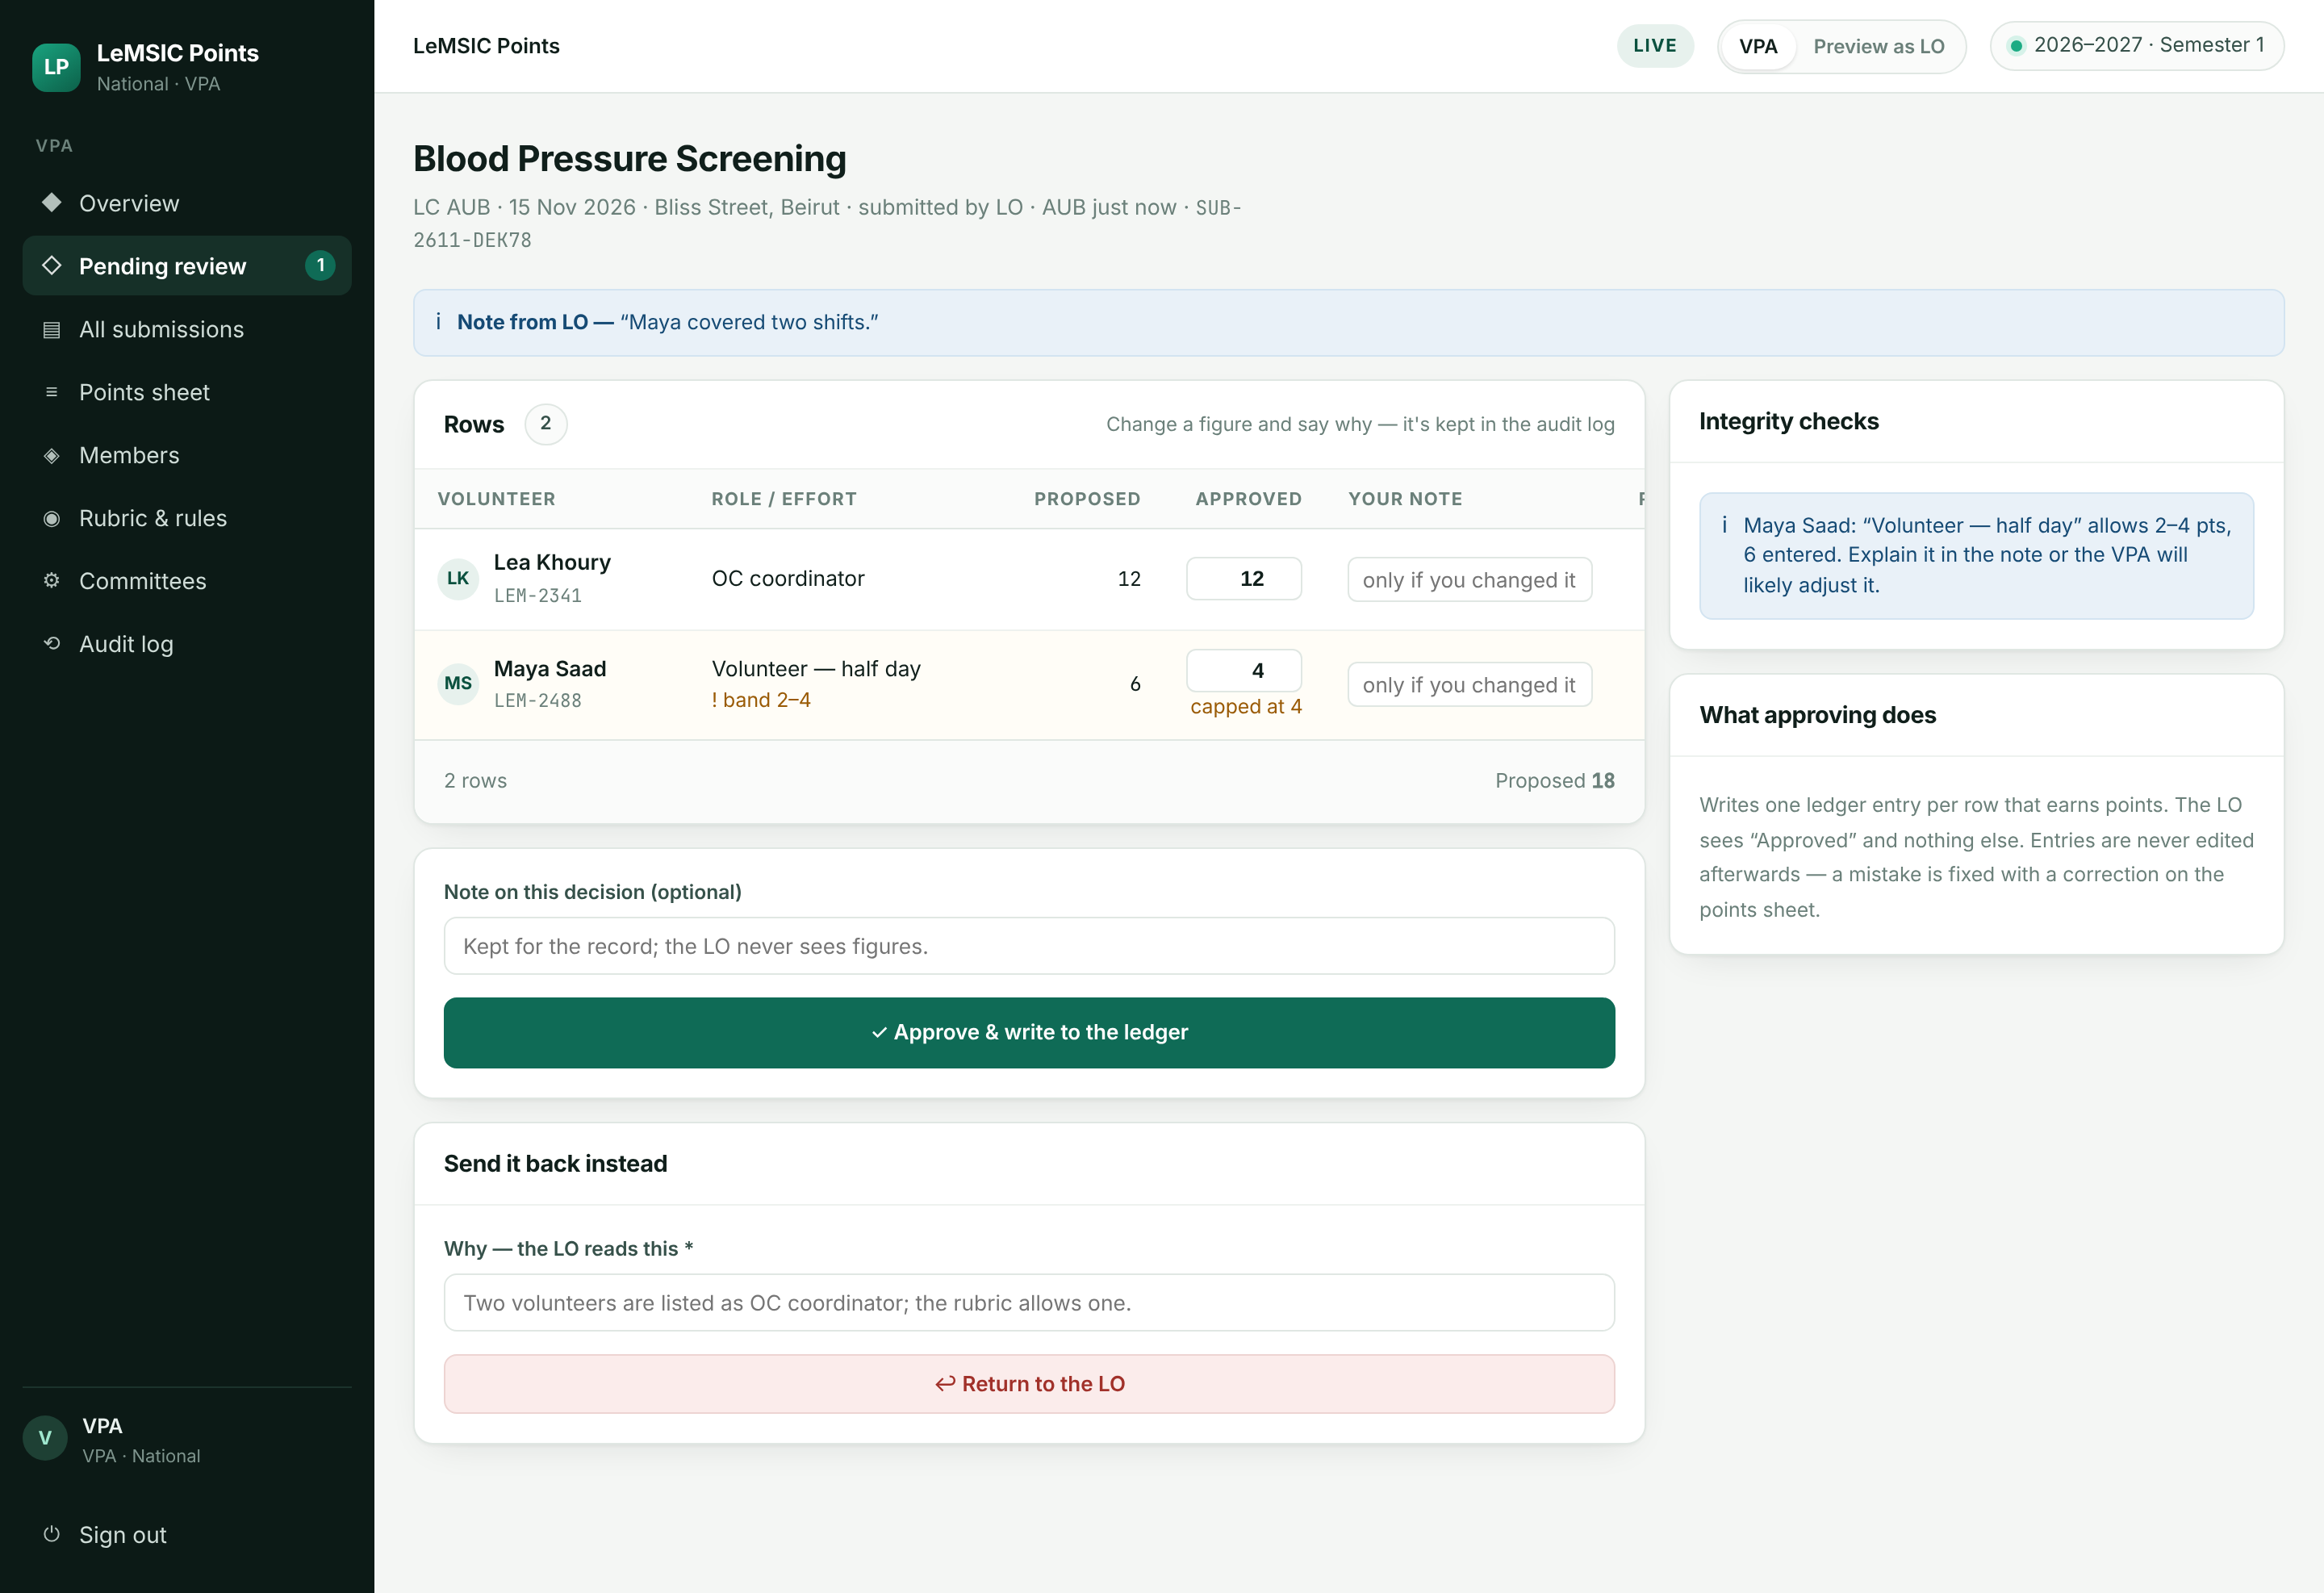 LP
LeMSIC Points
National · VPA
VPA
Overview
Pending review
1
All submissions
Points sheet
Members
Rubric & rules
Committees
Audit log
V
VPA
VPA · National
Sign out
LeMSIC Points
LIVE
VPA
Preview as LO
2026–2027 · Semester 1
Blood Pressure Screening
LC AUB · 15 Nov 2026 · Bliss Street, Beirut · submitted by LO · AUB just now · SUB-
2611-DEK78
i Note from LO — “Maya covered two shifts.”
Rows 2
Change a figure and say why — it's kept in the audit log
VOLUNTEER ROLE / EFFORT PROPOSED APPROVED YOUR NOTE
LK Lea Khoury
LEM-2341
OC coordinator
12
12
only if you changed it
MS Maya Saad
LEM-2488
Volunteer — half day
! band 2–4
6
4
capped at 4
only if you changed it
2 rows
Proposed 18
Note on this decision (optional)
Kept for the record; the LO never sees figures.
✓ Approve & write to the ledger
Send it back instead
Why — the LO reads this *
Two volunteers are listed as OC coordinator; the rubric allows one.
↩ Return to the LO
Integrity checks
i Maya Saad: “Volunteer — half day” allows 2–4 pts,
6 entered. Explain it in the note or the VPA will
likely adjust it.
What approving does
Writes one ledger entry per row that earns points. The LO
sees “Approved” and nothing else. Entries are never edited
afterwards — a mistake is fixed with a correction on the
points sheet.